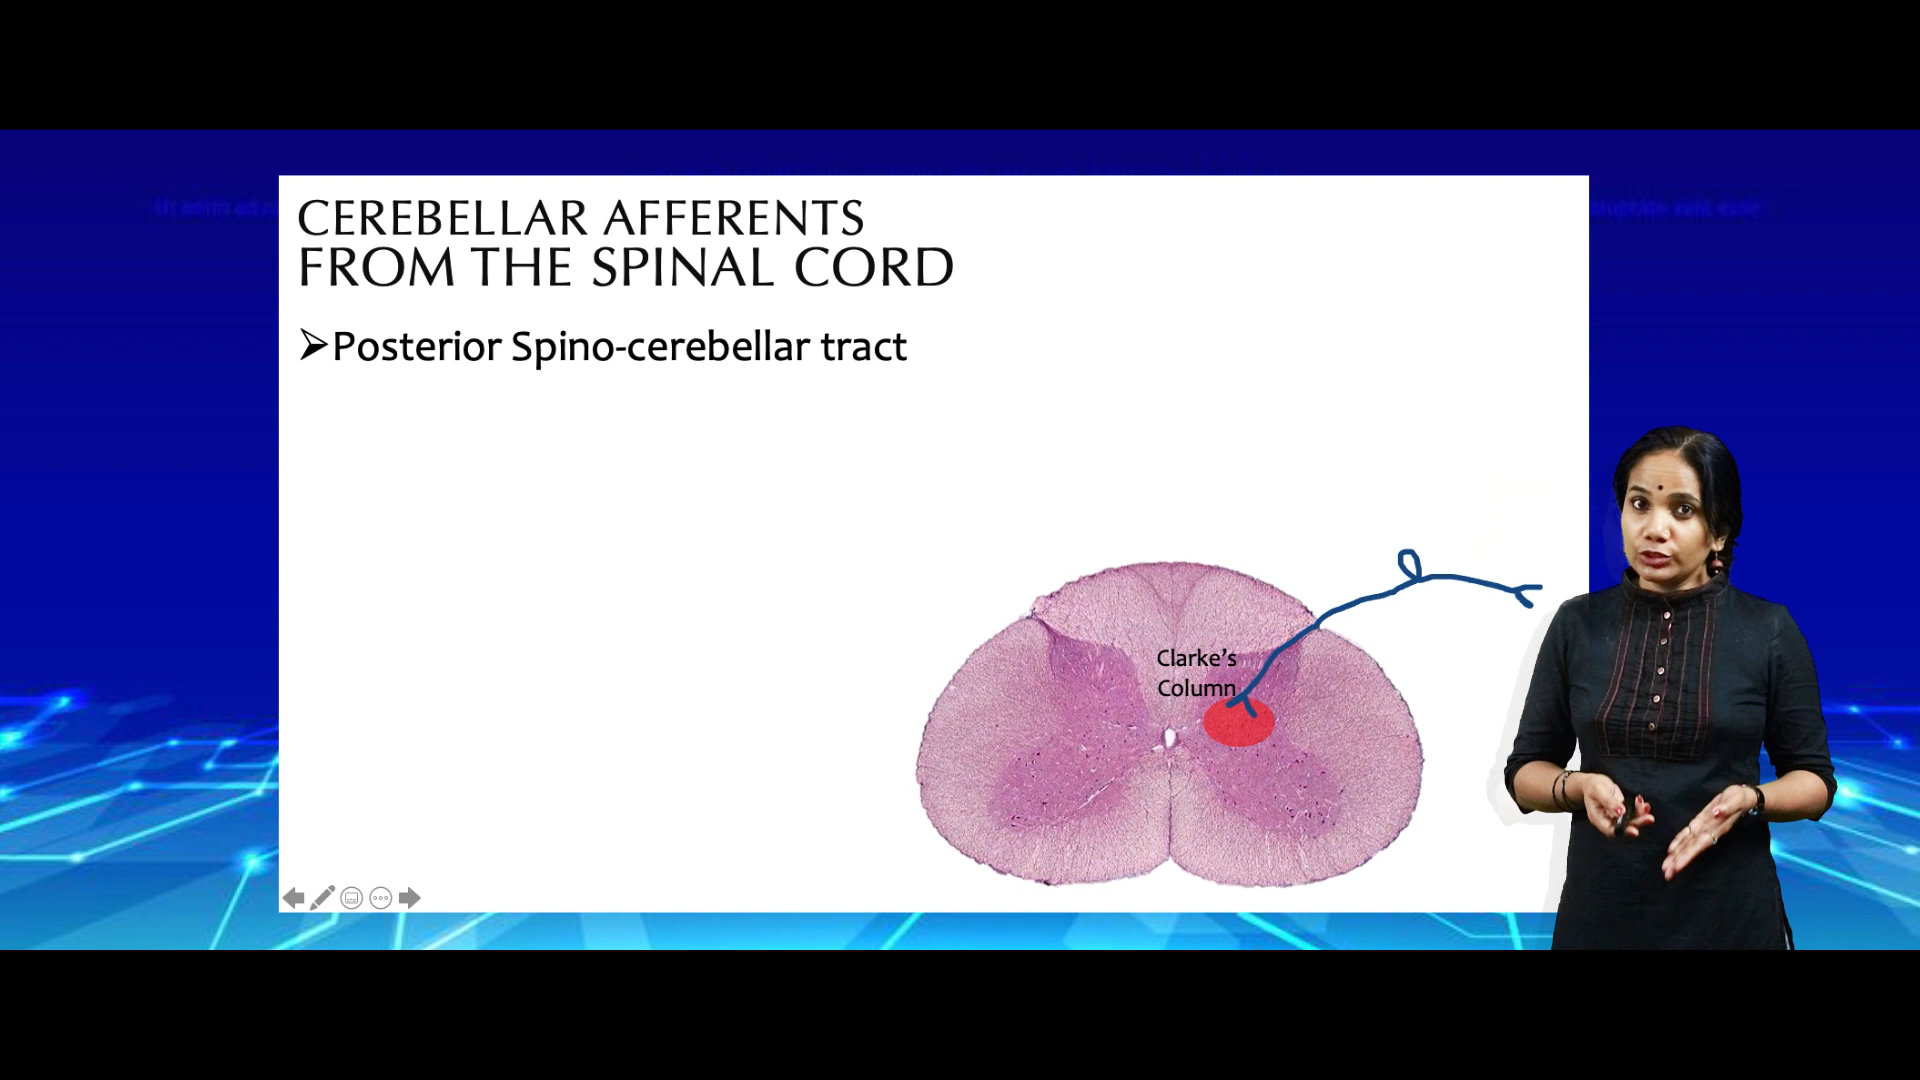 CEREBELLAR AFFERENTS
FROM THE SPINAL CORD
➢Posterior Spino-cerebellar tract
Clarke's
Column